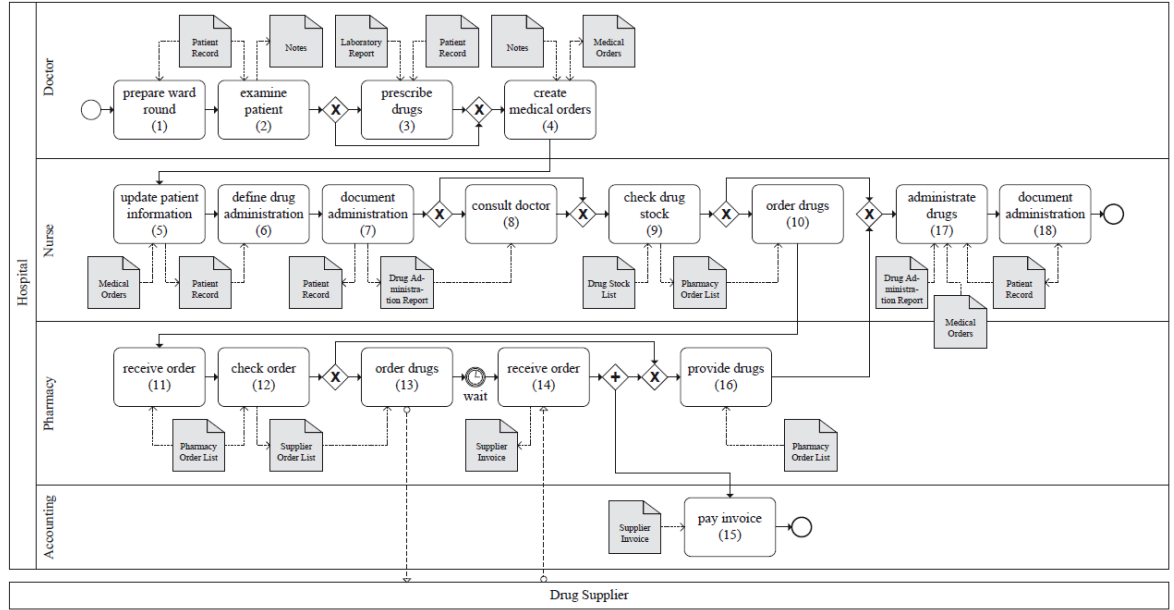 Hospital
Doctor
Patient
Record
Notes
Laboratory
Report
Patient
Record
Notes
Medical
Orders
prepare ward
round
(1)
examine
patient
(2)
X
prescribe
drugs
(3)
X
create
medical orders
(4)
Nurse
update patient
information
(5)
define drug
administration
(6)
document
administration
(7)
X
consult doctor
(8)
X
check drug
stock
(9)
X
order drugs
(10)
X
administrate
drugs
(17)
document
administration
(18)
Medical
Orders
Patient
Record
Patient
Record
Drug Ad-
ministra-
tion Report
Drug Stock
List
Pharmacy
Order List
Drug Ad-
ministra-
tion Report
Medical
Orders
Patient
Record
Pharmacy
receive order
(11)
check order
(12)
X
order drugs
(13)
wait
receive order
(14)
+
X
provide drugs
(16)
Pharmacy
Order List
Supplier
Order List
Supplier
Invoice
Pharmacy
Order List
Accounting
Supplier
Invoice
pay invoice
(15)
Drug Supplier